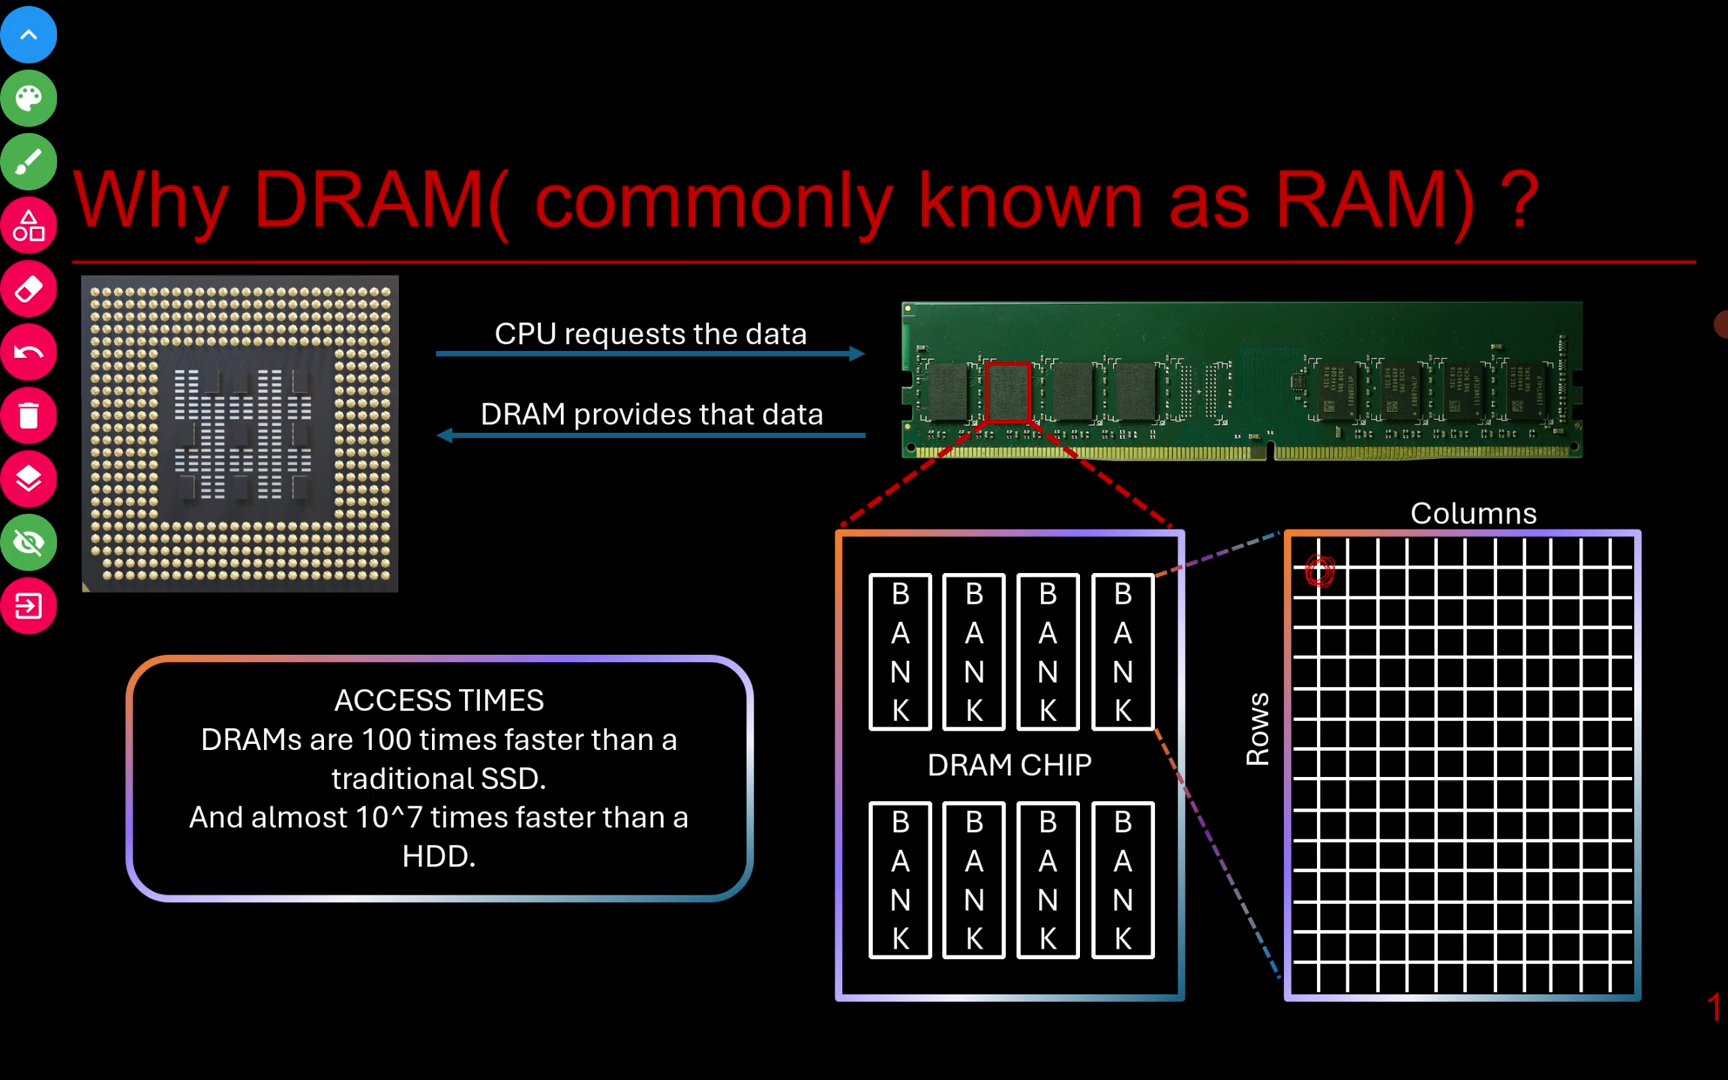 Why DRAM( commonly known as RAM) ?
CPU requests the data
DRAM provides that data
Columns
Rows
B B B B
A A A A
N N N N
K K K K
DRAM CHIP
B B B B
A A A A
N N N N
K K K K
ACCESS TIMES
DRAMs are 100 times faster than a
traditional SSD.
And almost 10^7 times faster than a
HDD.
1